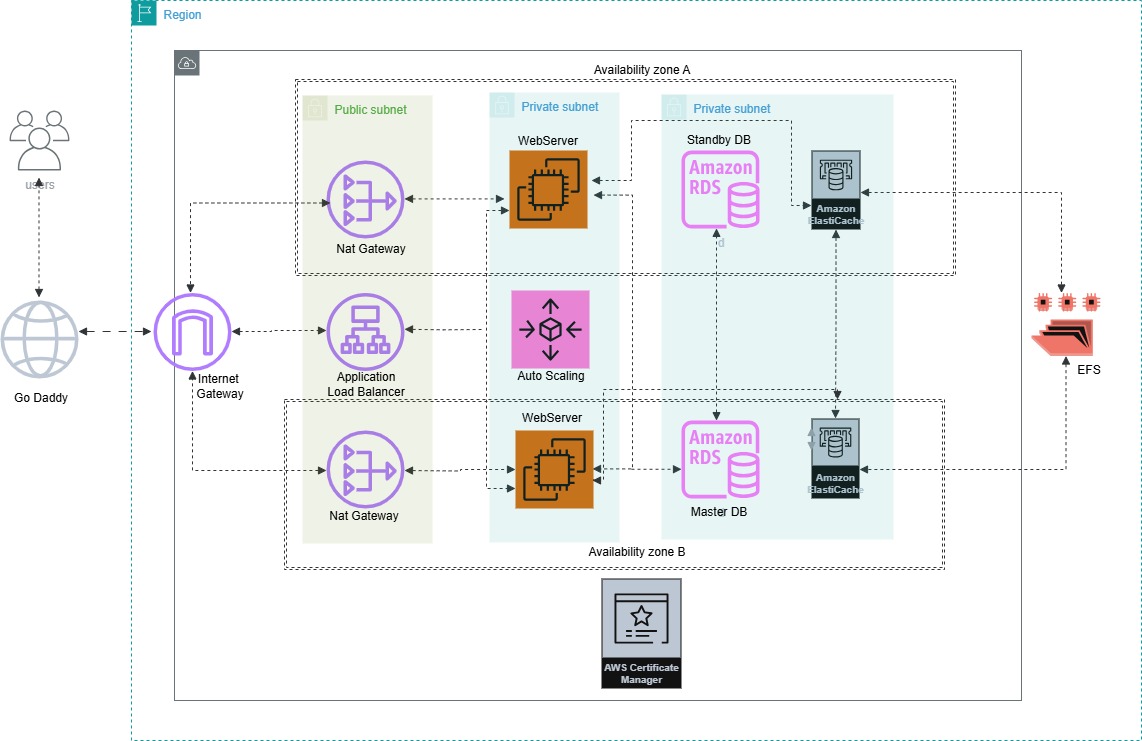 Region
Availability zone A
Public subnet
Private subnet
Private subnet
users
WebServer
Standby DB
Amazon
RDS
Amazon
ElastiCache
Nat Gateway
d
Internet
Gateway
Application
Load Balancer
Auto Scaling
EFS
Go Daddy
WebServer
Amazon
RDS
Amazon
ElastiCache
Nat Gateway
Master DB
Availability zone B
AWS Certificate
Manager